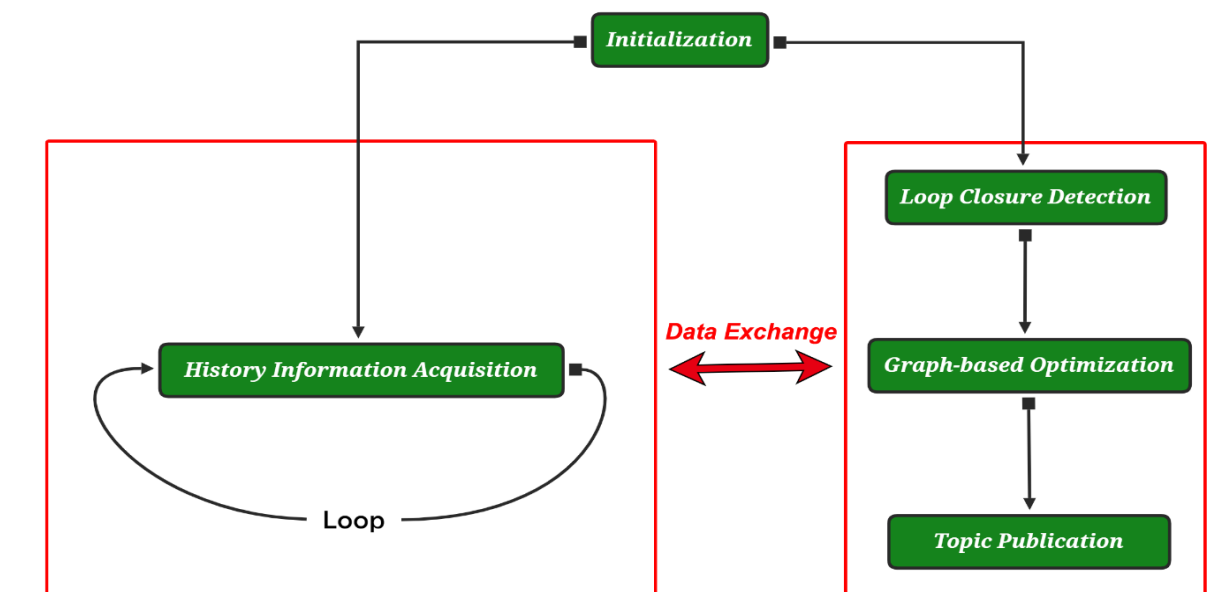 Initialization
Loop Closure Detection
Data Exchange
History Information Acquisition
Graph-based Optimization
Loop
Topic Publication